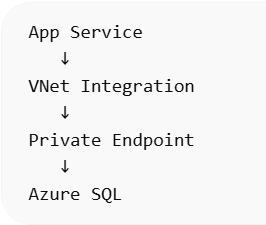 App Service
↓
VNet Integration
↓
Private Endpoint
↓
Azure SQL